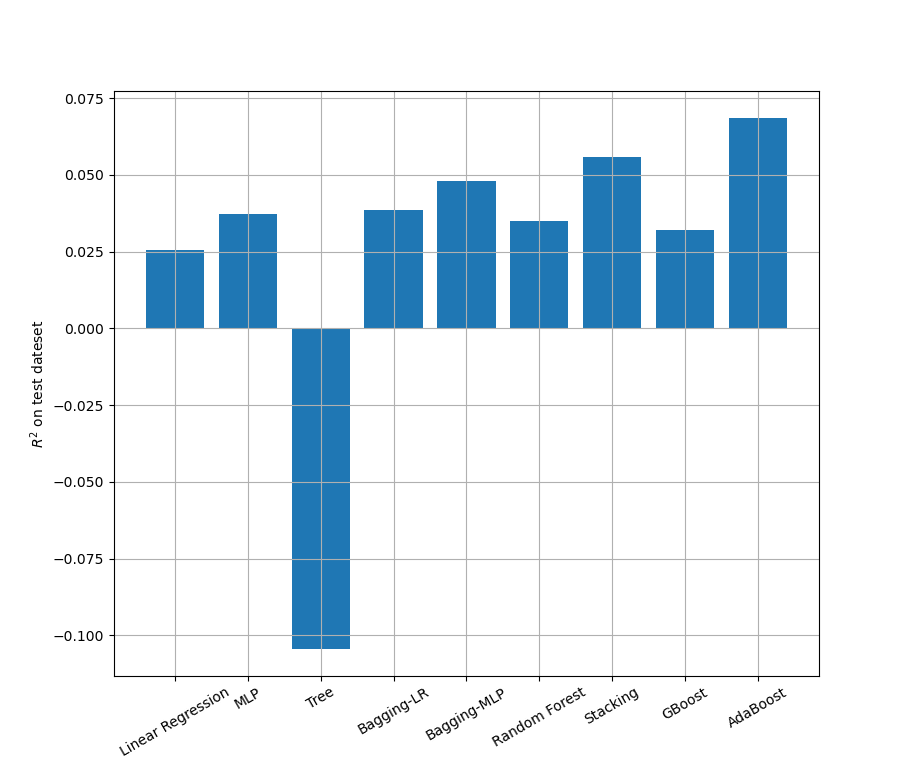 0.075
0.050
0.025
0.000
−0.025
−0.050
−0.075
−0.100
R² on test dateset
Linear Regression
MLP
Tree
Bagging-LR
Bagging-MLP
Random Forest
Stacking
GBoost
AdaBoost